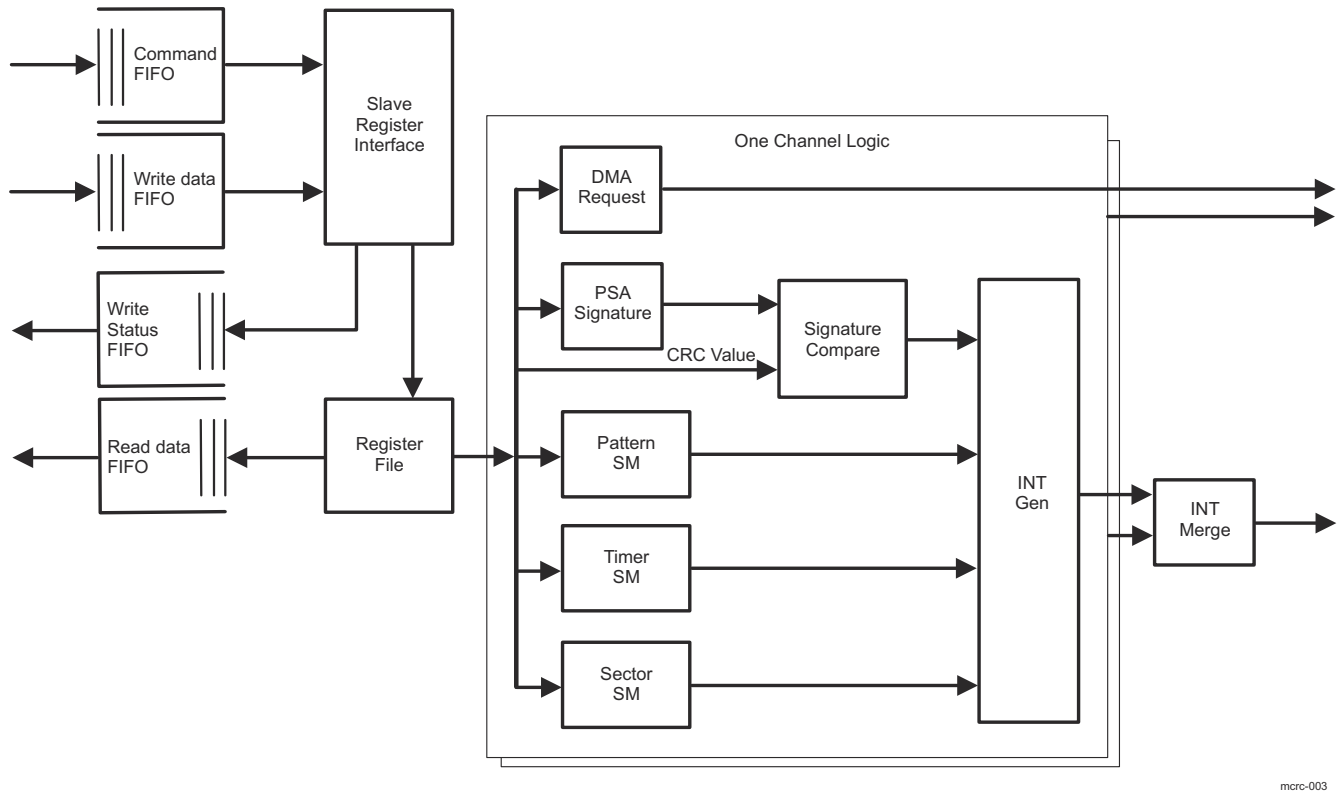 Command
FIFO
Slave
Register
Interface
Write data
FIFO
Write
Status
FIFO
Read data
FIFO
Register
File
One Channel Logic
DMA
Request
PSA
Signature
CRC Value
Signature
Compare
Pattern
SM
Timer
SM
Sector
SM
INT
Gen
INT
Merge
mcrc-003